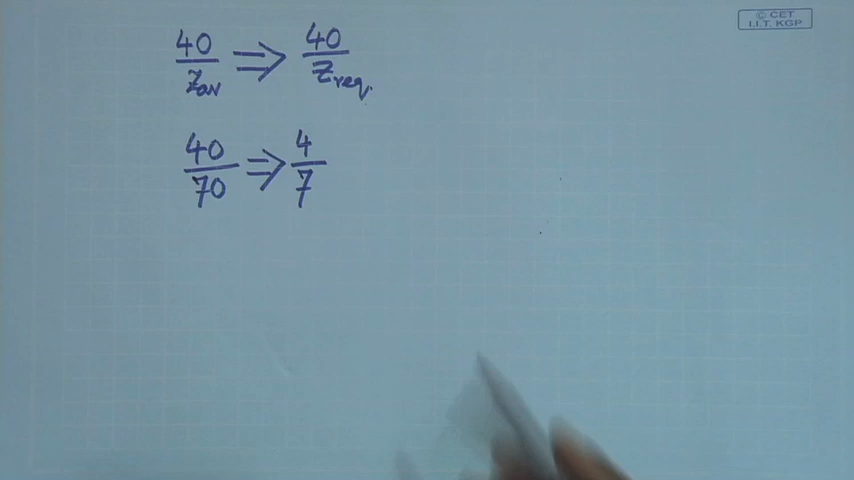 © CET
I.I.T. KGP
40/Zav ⇒ 40/Zreq.
40/70 ⇒ 4/7